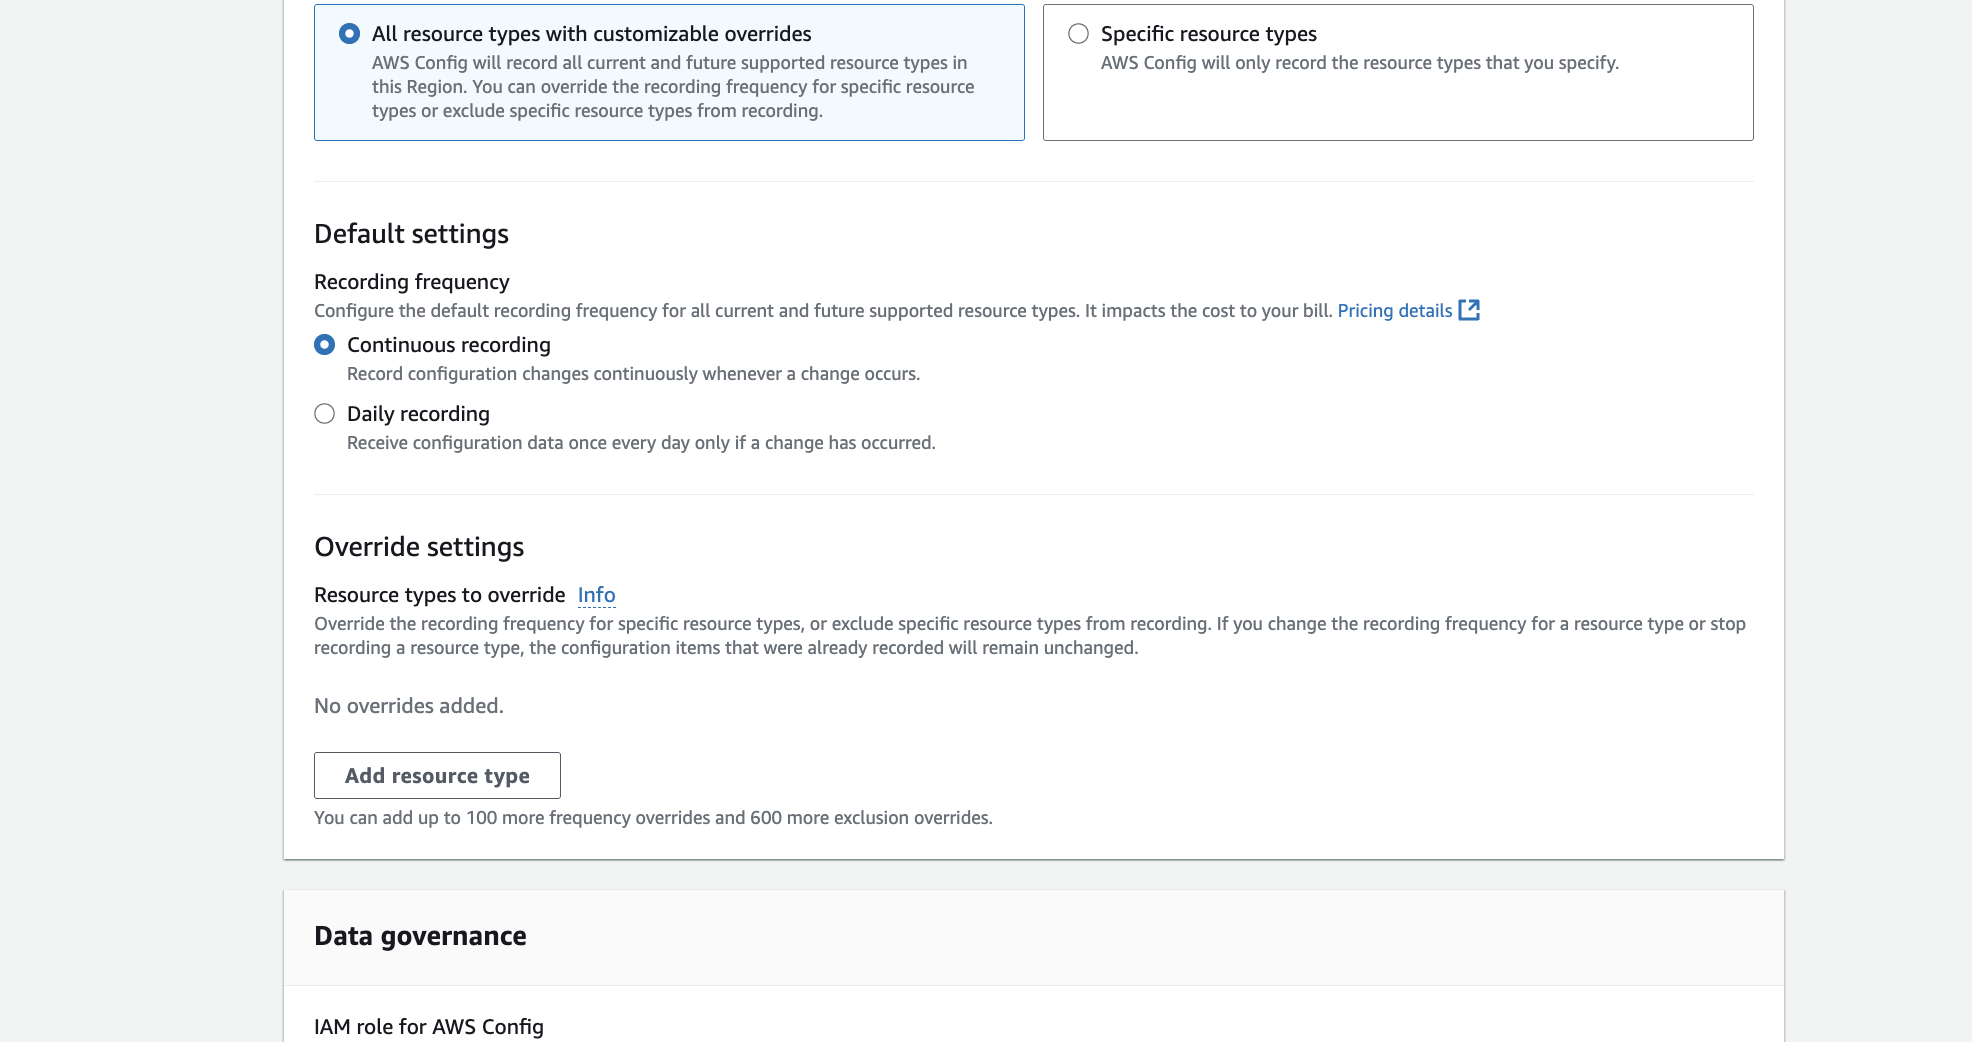 All resource types with customizable overrides
AWS Config will record all current and future supported resource types in
this Region. You can override the recording frequency for specific resource
types or exclude specific resource types from recording.
Specific resource types
AWS Config will only record the resource types that you specify.
Default settings
Recording frequency
Configure the default recording frequency for all current and future supported resource types. It impacts the cost to your bill. Pricing details
Continuous recording
Record configuration changes continuously whenever a change occurs.
Daily recording
Receive configuration data once every day only if a change has occurred.
Override settings
Resource types to override Info
Override the recording frequency for specific resource types, or exclude specific resource types from recording. If you change the recording frequency for a resource type or stop
recording a resource type, the configuration items that were already recorded will remain unchanged.
No overrides added.
Add resource type
You can add up to 100 more frequency overrides and 600 more exclusion overrides.
Data governance
IAM role for AWS Config